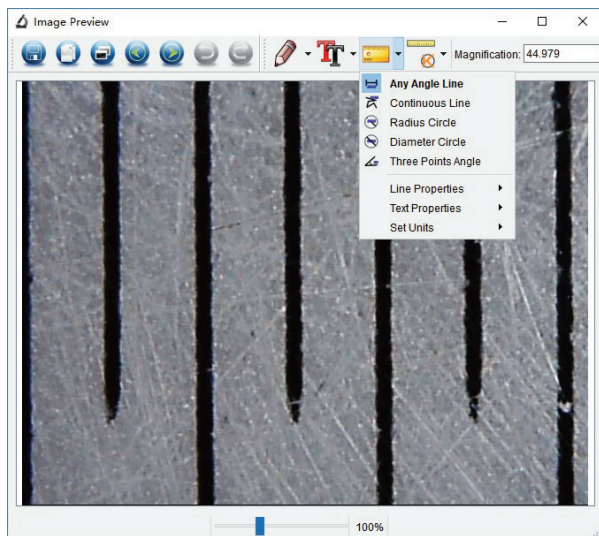 Image Preview
Magnification: 44.979
Any Angle Line
Continuous Line
Radius Circle
Diameter Circle
Three Points Angle
Line Properties
Text Properties
Set Units
100%